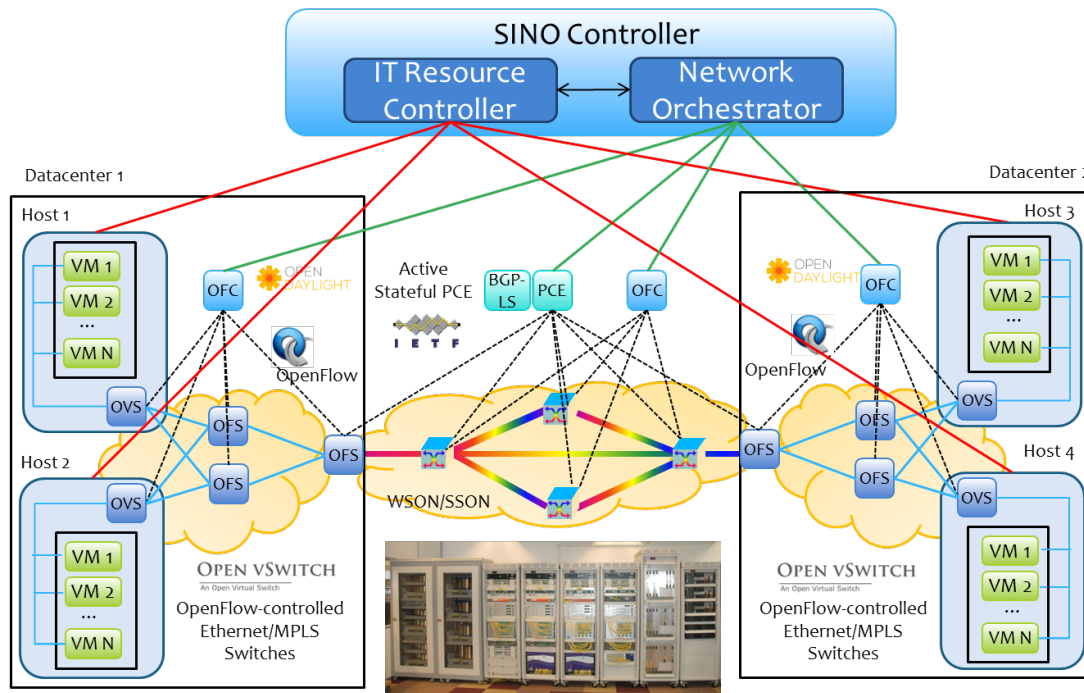 SINO Controller
IT Resource
Controller
Network
Orchestrator
Datacenter 1
Datacenter 2
Host 1
VM 1
VM 2
...
VM N
OVS
Host 2
OVS
VM 1
VM 2
...
VM N
OFC
OPEN
DAYLIGHT
OpenFlow
OFS
OFS
OFS
OPEN VSWITCH
An Open Virtual Switch
OpenFlow-controlled
Ethernet/MPLS
Switches
Active
Stateful PCE
I E T F
BGP-
LS
PCE
OFC
WSON/SSON
OPEN
DAYLIGHT
OFC
OpenFlow
OFS
OFS
OFS
Host 3
VM 1
VM 2
...
VM N
OVS
Host 4
OVS
VM 1
VM 2
...
VM N
OPEN VSWITCH
An Open Virtual Switch
OpenFlow-controlled
Ethernet/MPLS
Switches